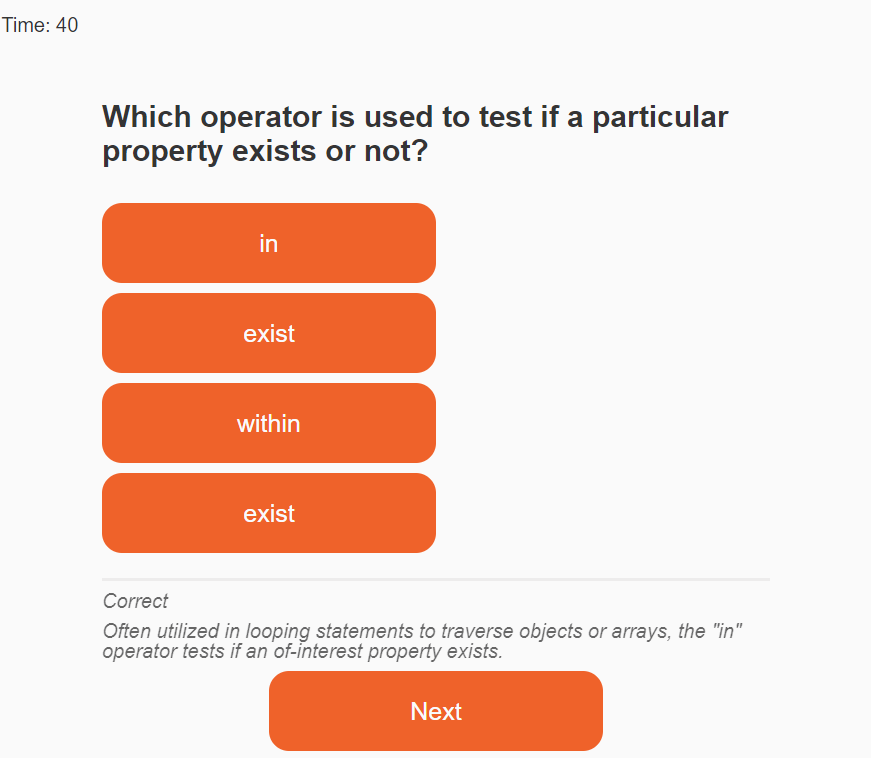 Time: 40
Which operator is used to test if a particular
property exists or not?
in
exist
within
exist
Correct
Often utilized in looping statements to traverse objects or arrays, the "in"
operator tests if an of-interest property exists.
Next